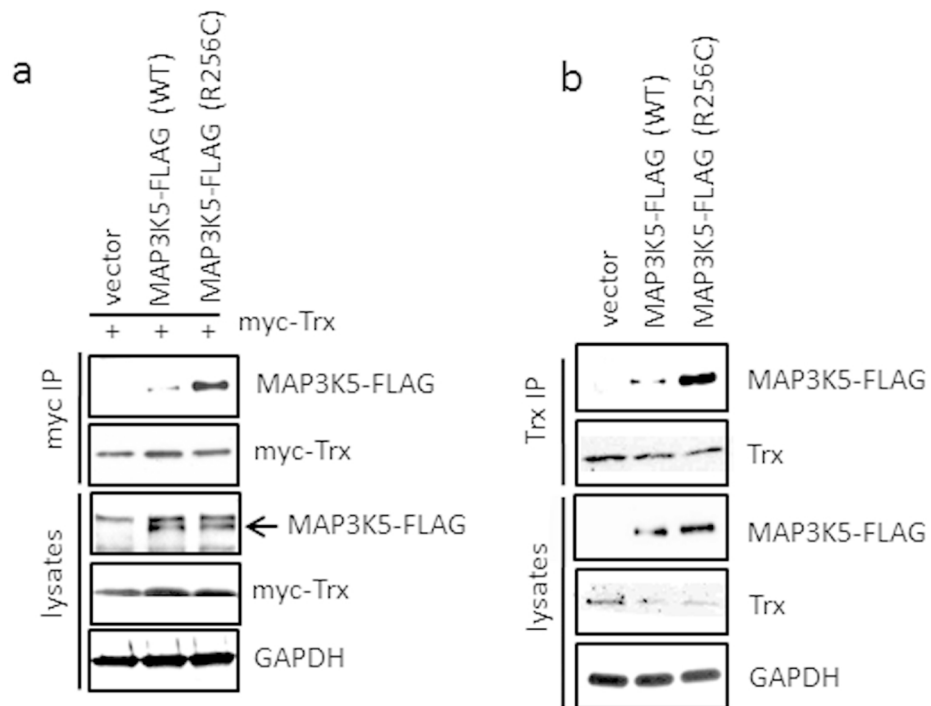 a
vector
MAP3K5-FLAG (WT)
MAP3K5-FLAG (R256C)
+ + + myc-Trx
myc IP
MAP3K5-FLAG
myc-Trx
lysates
MAP3K5-FLAG
myc-Trx
GAPDH
b
vector
MAP3K5-FLAG (WT)
MAP3K5-FLAG (R256C)
Trx IP
MAP3K5-FLAG
Trx
lysates
MAP3K5-FLAG
Trx
GAPDH